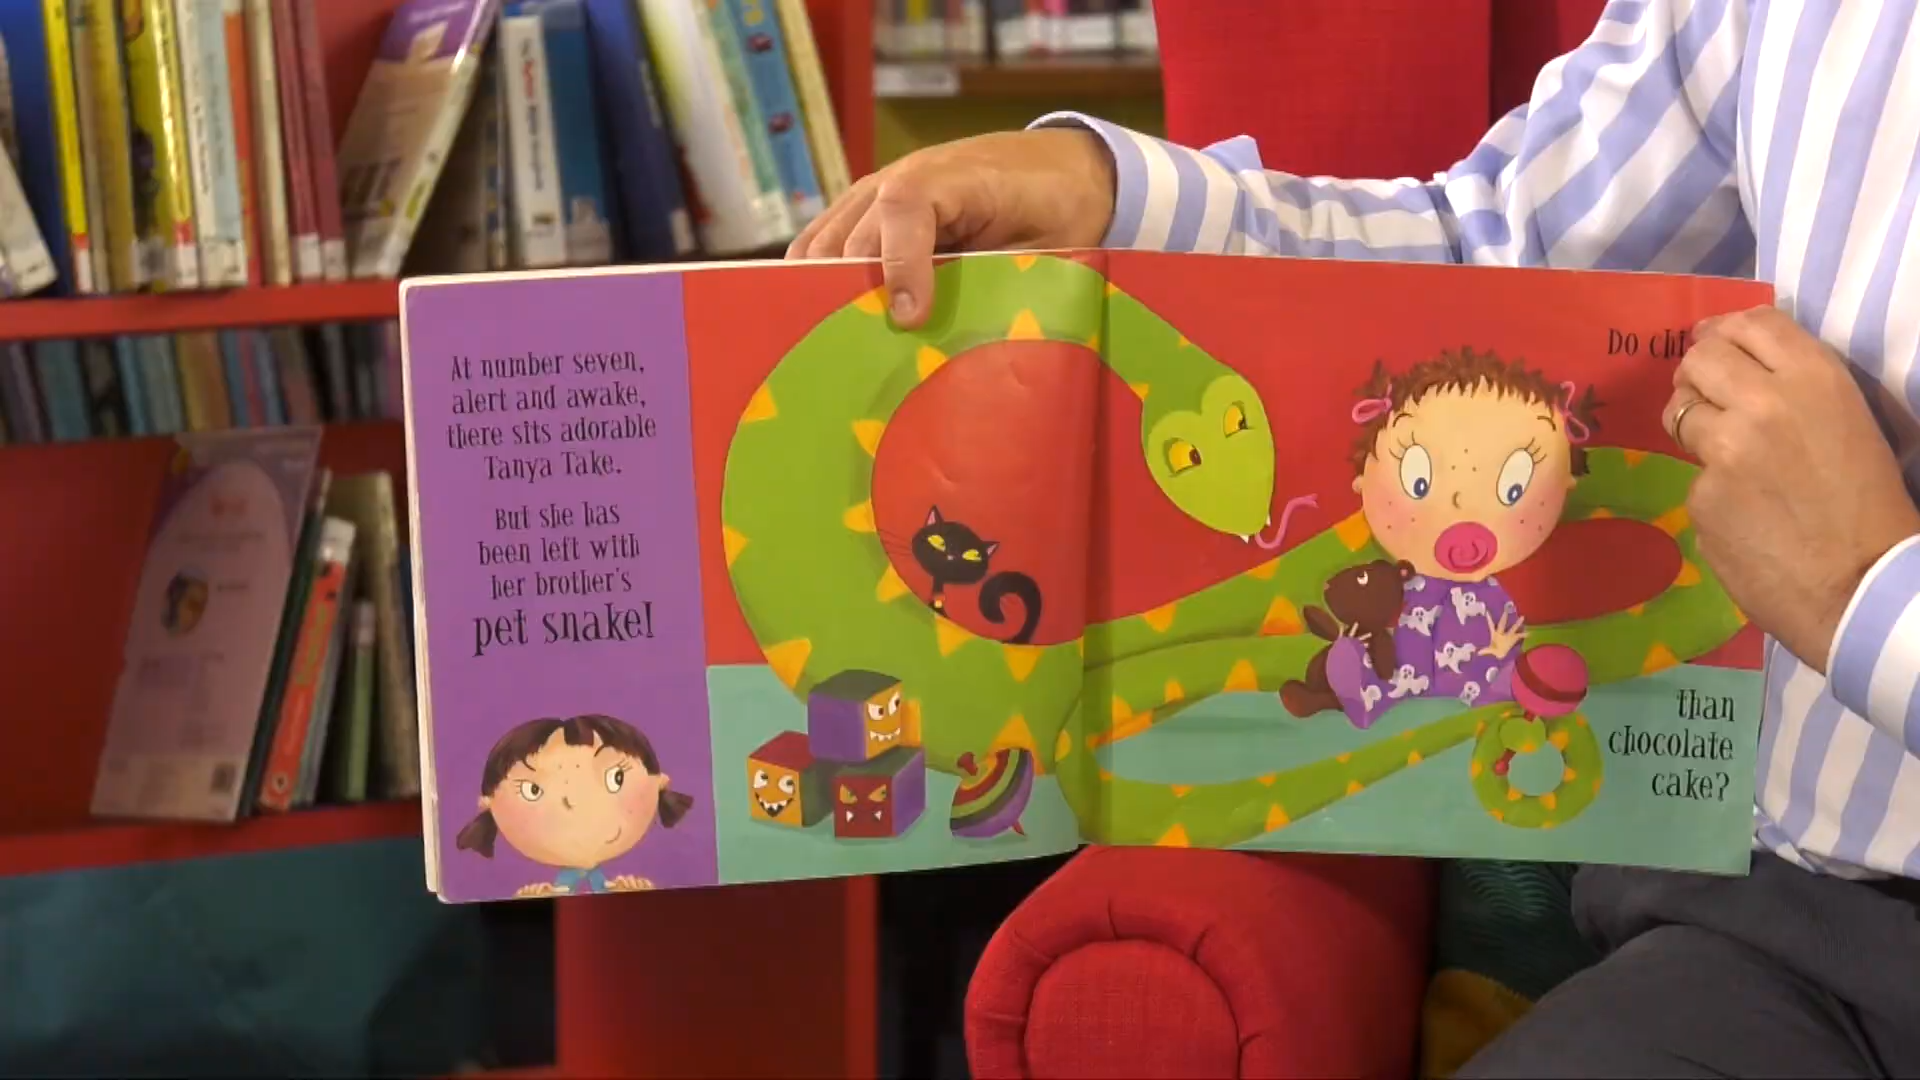 At number seven,
alert and awake,
there sits adorable
Tanya Take.
But she has
been left with
her brother's
pet snake!
Do
than
chocolate
cake?